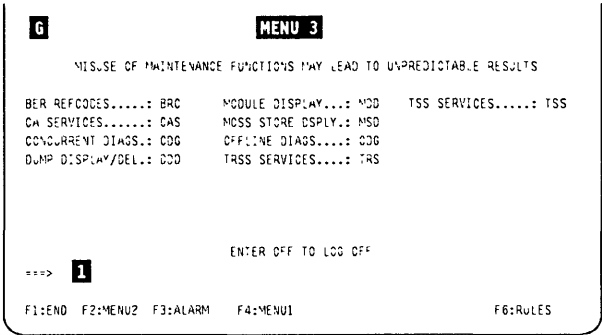 G MENU 3
MISUSE OF MAINTENANCE FUNCTIONS MAY LEAD TO UNPREDICTABLE RESULTS
BER REFCODES.....: BRC MODULE DISPLAY...: MOD TSS SERVICES.....: TSS
CA SERVICES......: CAS MOSS STORE DSPLY.: MSD
CONCURRENT DIAGS.: CDG OFFLINE DIAGS....: ODG
DUMP DISPLAY/DEL.: DDD TRSS SERVICES....: TRS
ENTER OFF TO LOG OFF
===> 1
F1:END F2:MENU2 F3:ALARM F4:MENU1 F6:RULES